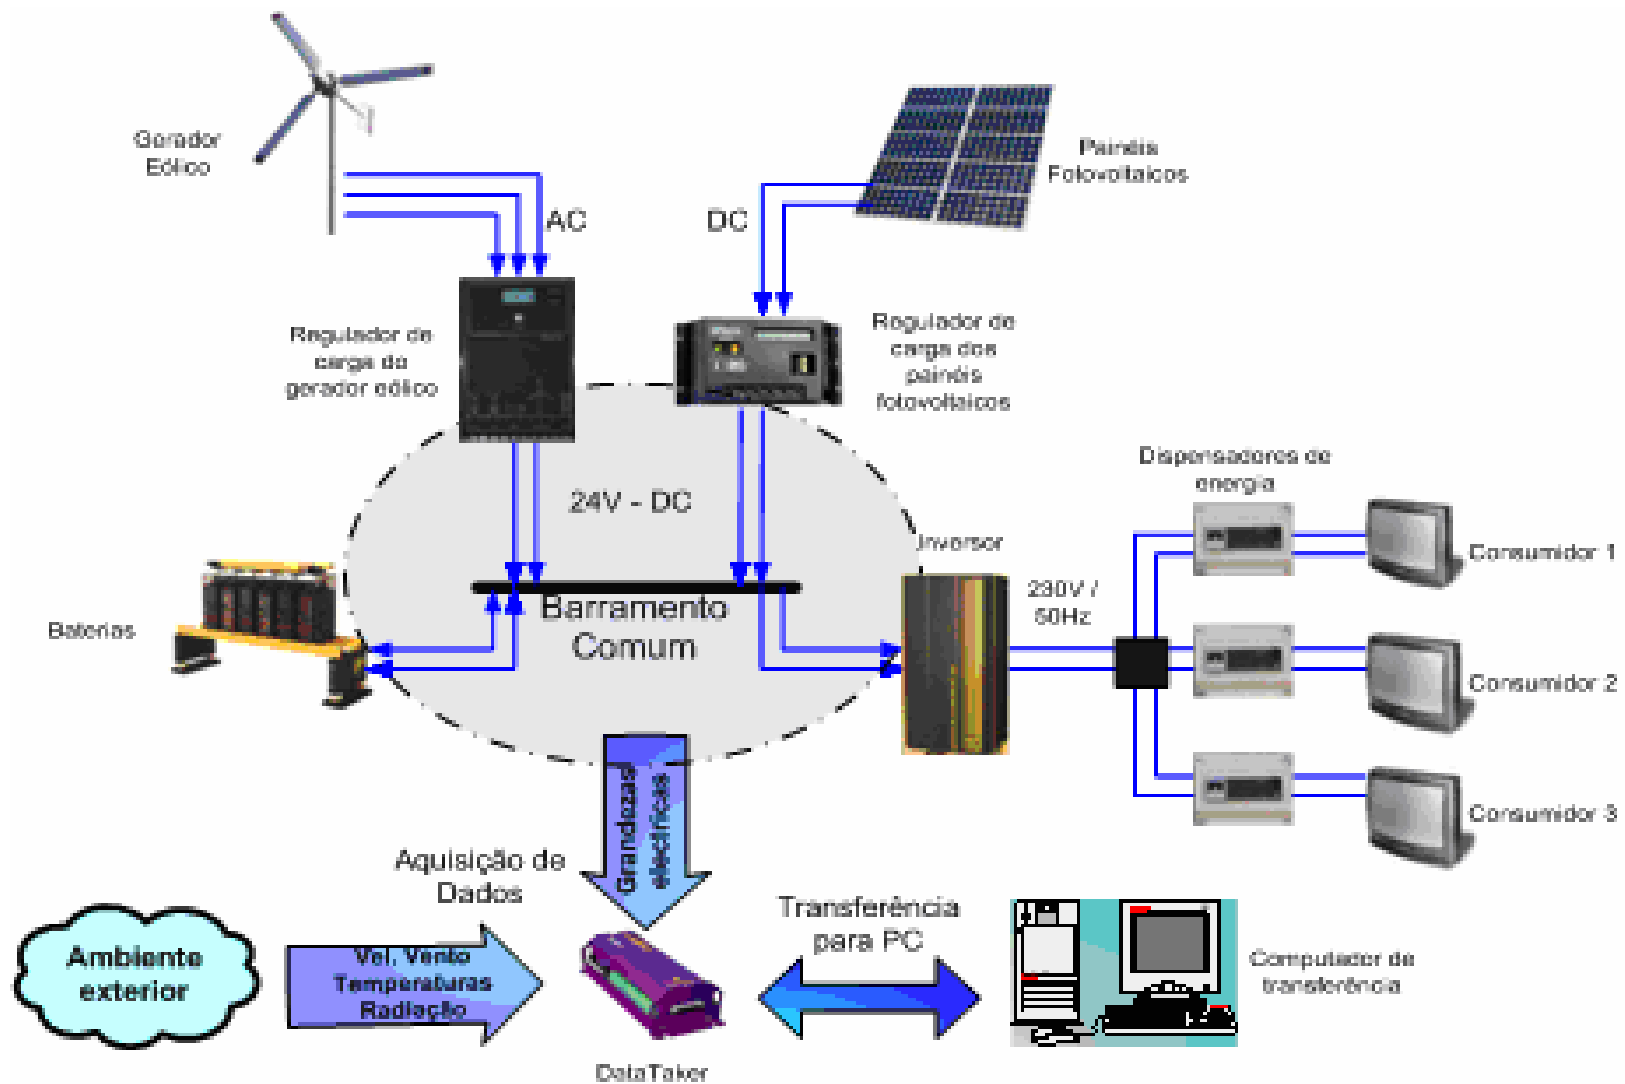 Gerador
Eólico
AC
DC
Painéis
Fotovoltaicos
Regulador de
carga do
gerador eólico
Regulador de
carga dos
painéis
fotovoltaicos
24V - DC
Dispensadores de
energia
Inversor
230V /
50Hz
Consumidor 1
Barramento
Comum
Baterias
Consumidor 2
Consumidor 3
Grandezas
electricas
Aquisição de
Dados
Transferência
para PC
Ambiente
exterior
Vel. Vento
Temperaturas
Radiação
Computador de
transferência
DataTaker